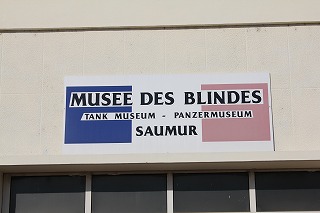 MUSEE DES BLINDES
TANK MUSEUM - PANZERMUSEUM
SAUMUR